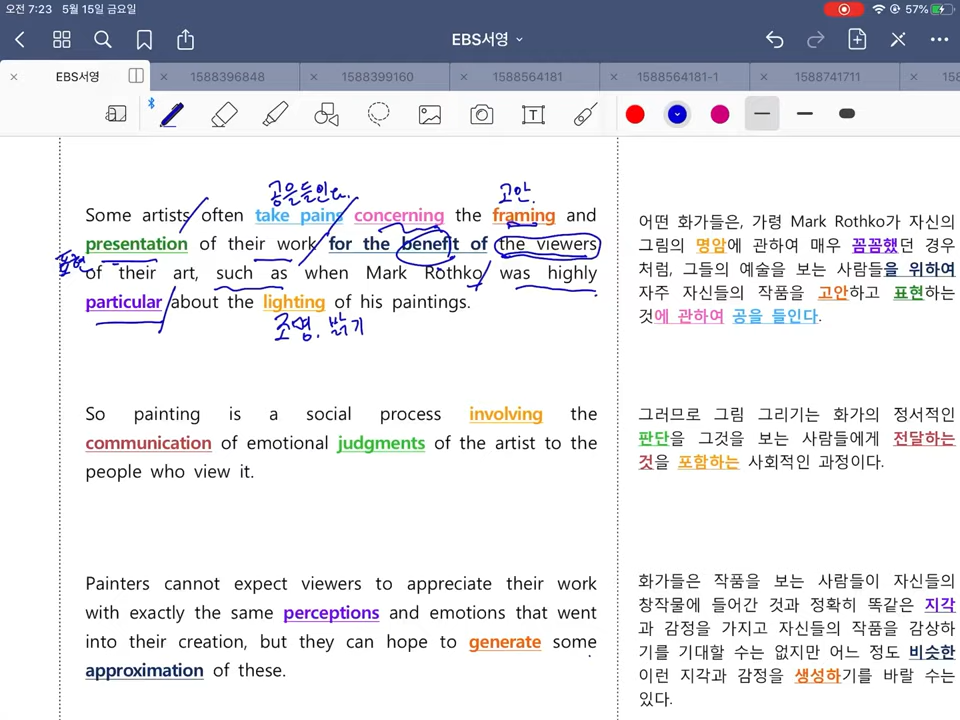 오전 7:23 5월 15일 금요일 57%
EBS서영
EBS서영 1588396848 1588399160 1588564181 1588564181-1 1588741711 158
공을들인다. 고안.
Some artists often take pains concerning the framing and
presentation of their work for the benefit of the viewers
표현
of their art, such as when Mark Rothko was highly
particular about the lighting of his paintings.
조명. 밝기
So painting is a social process involving the
communication of emotional judgments of the artist to the
people who view it.
Painters cannot expect viewers to appreciate their work
with exactly the same perceptions and emotions that went
into their creation, but they can hope to generate some
approximation of these.
어떤 화가들은, 가령 Mark Rothko가 자신의
그림의 명암에 관하여 매우 꼼꼼했던 경우
처럼, 그들의 예술을 보는 사람들을 위하여
자주 자신들의 작품을 고안하고 표현하는
것에 관하여 공을 들인다.
그러므로 그림 그리기는 화가의 정서적인
판단을 그것을 보는 사람들에게 전달하는
것을 포함하는 사회적인 과정이다.
화가들은 작품을 보는 사람들이 자신들의
창작물에 들어간 것과 정확히 똑같은 지각
과 감정을 가지고 자신들의 작품을 감상하
기를 기대할 수는 없지만 어느 정도 비슷한
이런 지각과 감정을 생성하기를 바랄 수는
있다.